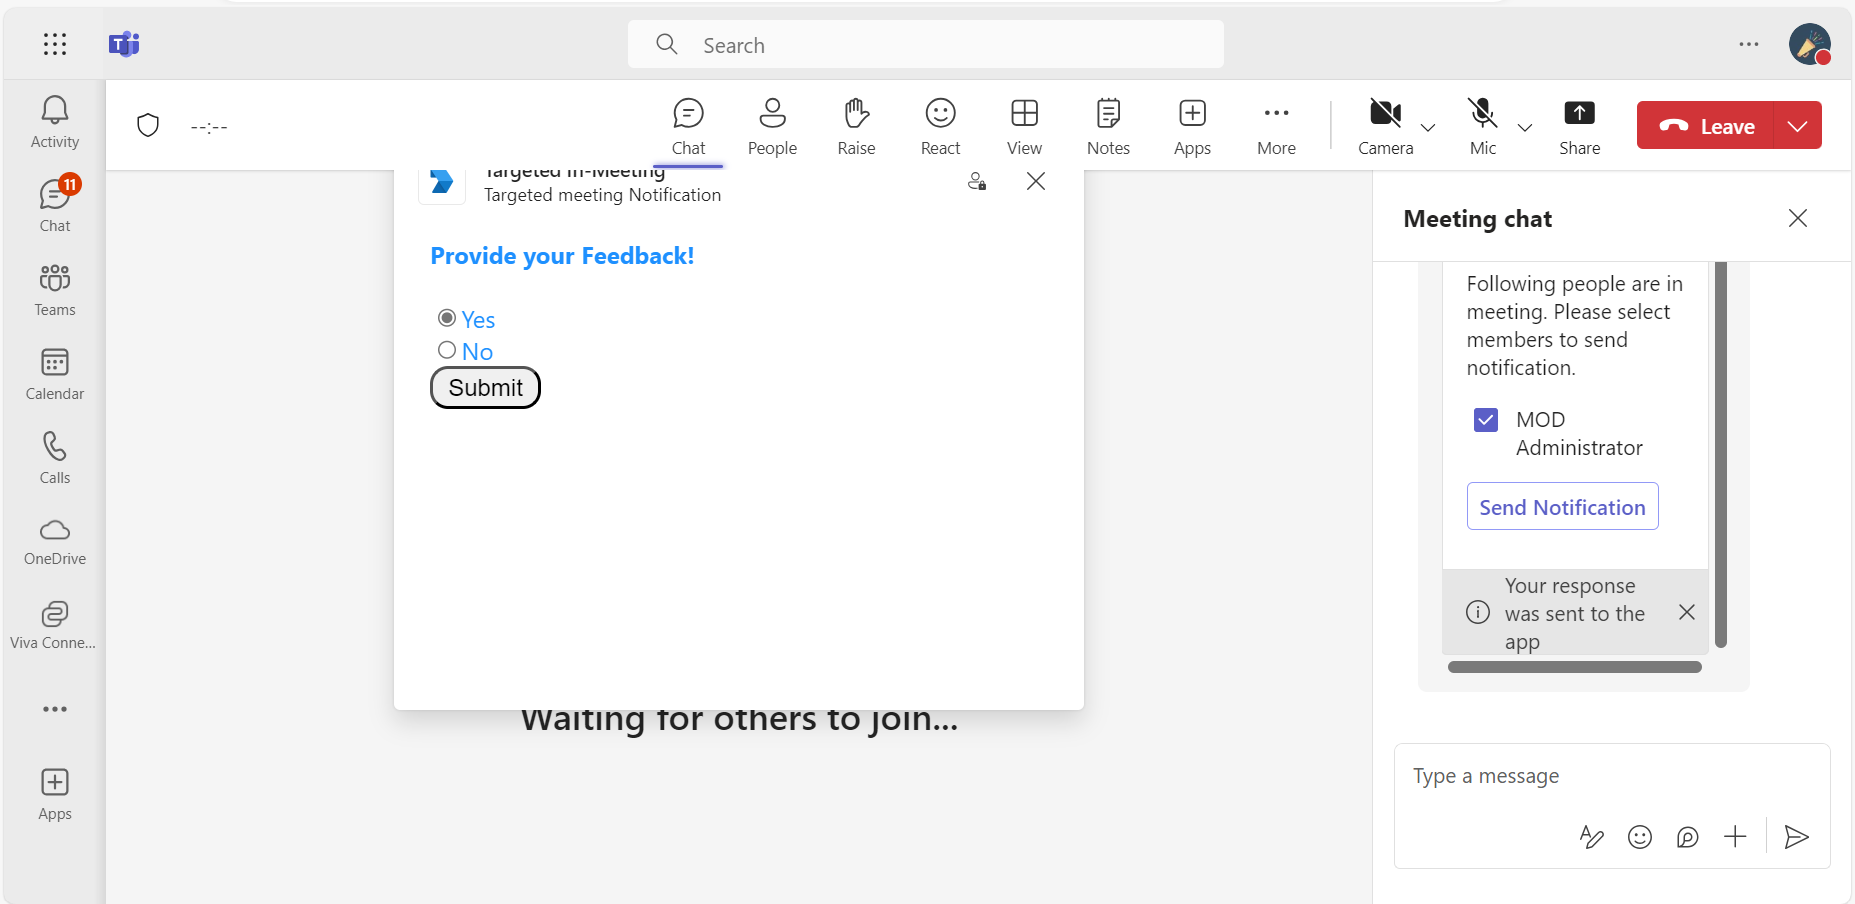 Search
Activity
11
Chat
Teams
Calendar
Calls
OneDrive
Viva Conne...
Apps
--:--
Chat
People
Raise
React
View
Notes
Apps
More
Camera
Mic
Share
Leave
Targeted In-Meeting
Targeted meeting Notification
Provide your Feedback!
Yes
No
Submit
Waiting for others to join...
Meeting chat
Following people are in
meeting. Please select
members to send
notification.
MOD
Administrator
Send Notification
Your response
was sent to the
app
Type a message